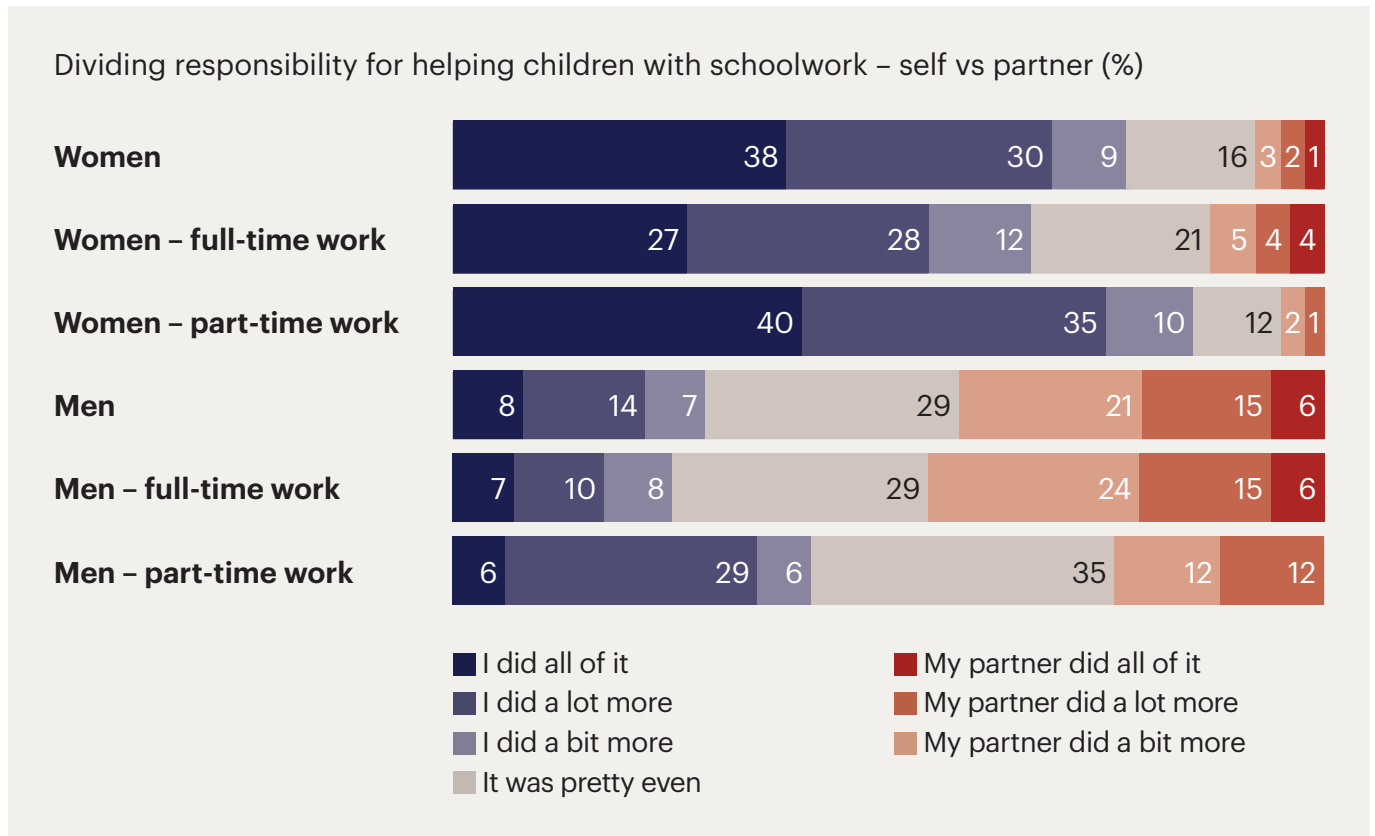 Dividing responsibility for helping children with schoolwork – self vs partner (%)
Women 38 30 9 16 3 2 1
Women – full-time work 27 28 12 21 5 4 4
Women – part-time work 40 35 10 12 2 1
Men 8 14 7 29 21 15 6
Men – full-time work 7 10 8 29 24 15 6
Men – part-time work 6 29 6 35 12 12
I did all of it
I did a lot more
I did a bit more
It was pretty even
My partner did all of it
My partner did a lot more
My partner did a bit more